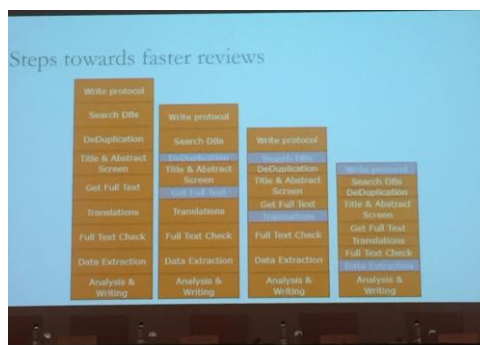 Steps towards faster reviews
Write protocol
Search DBs
DeDuplication
Title & Abstract
Screen
Get Full Text
Translations
Full Text Check
Data Extraction
Analysis &
Writing
Write protocol
Search DBs
DeDuplication
Title & Abstract
Screen
Get Full Text
Translations
Full Text Check
Data Extraction
Analysis &
Writing
Write protocol
Search DBs
DeDuplication
Title & Abstract
Screen
Get Full Text
Translations
Full Text Check
Data Extraction
Analysis &
Writing
Write protocol
Search DBs
DeDuplication
Title & Abstract
Screen
Get Full Text
Translations
Full Text Check
Data Extraction
Analysis &
Writing